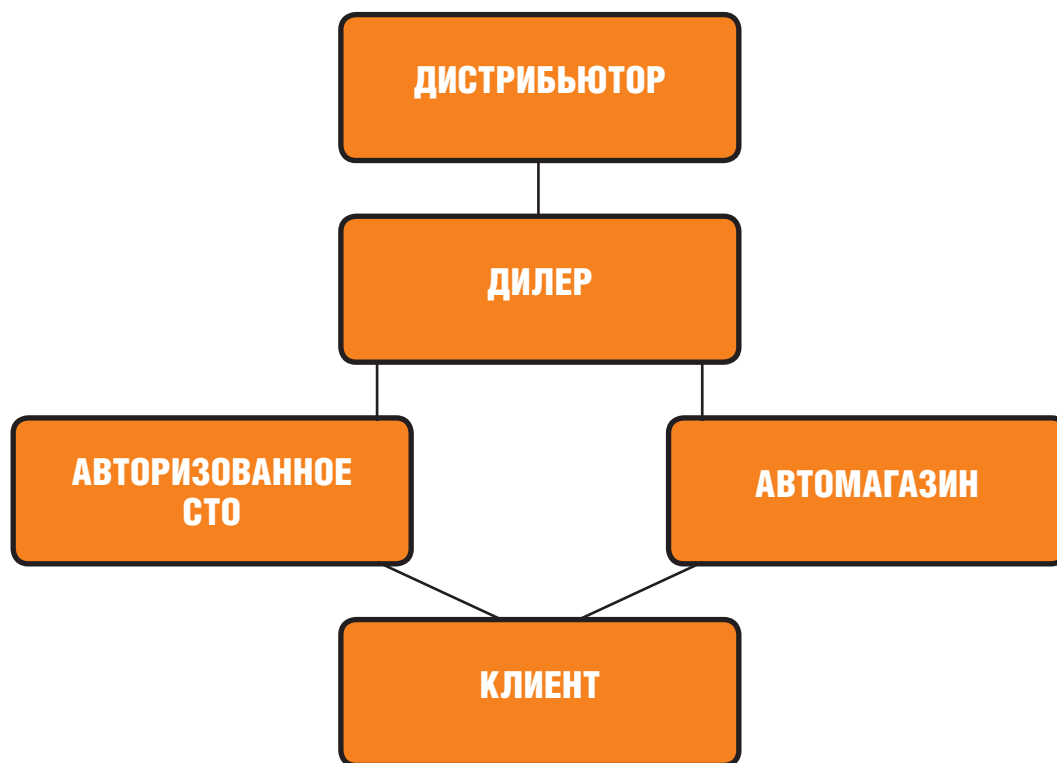 ДИСТРИБЬЮТОР
ДИЛЕР
АВТОРИЗОВАННОЕ
СТО
АВТОМАГАЗИН
КЛИЕНТ